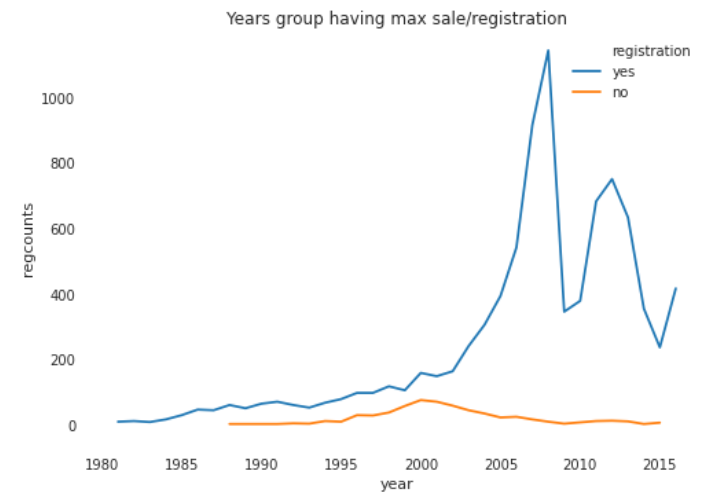 Years group having max sale/registration
registration
yes
no
1000
800
600
400
200
0
regcounts
1980 1985 1990 1995 2000 2005 2010 2015
year